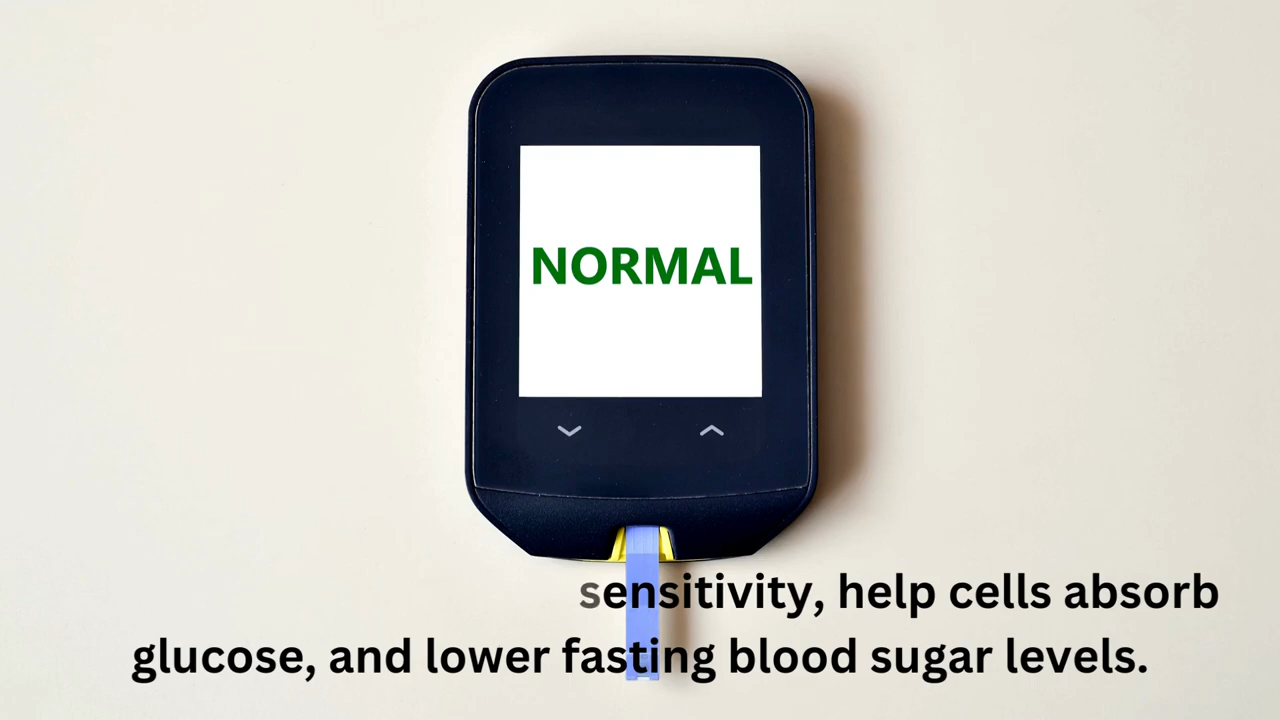 NORMAL
sensitivity, help cells absorb
glucose, and lower fasting blood sugar levels.